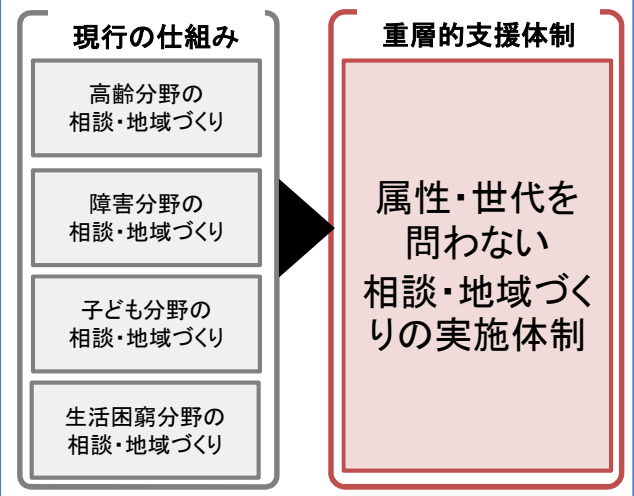 現行の仕組み
高齢分野の
相談・地域づくり
障害分野の
相談・地域づくり
子ども分野の
相談・地域づくり
生活困窮分野の
相談・地域づくり
重層的支援体制
属性・世代を
問わない
相談・地域づく
りの実施体制